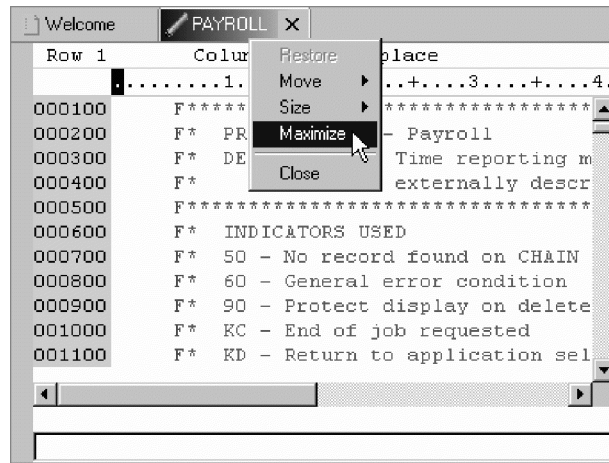 Welcome PAYROLL
Row 1 Colu place
Restore
Move
Size
Maximize
Close
.........1. ..+....3....+....4.
000100 F***** *****************
000200 F* PR - Payroll
000300 F* DE Time reporting m
000400 F* externally descr
000500 F*********************************
000600 F* INDICATORS USED
000700 F* 50 - No record found on CHAIN
000800 F* 60 - General error condition
000900 F* 90 - Protect display on delete
001000 F* KC - End of job requested
001100 F* KD - Return to application sel